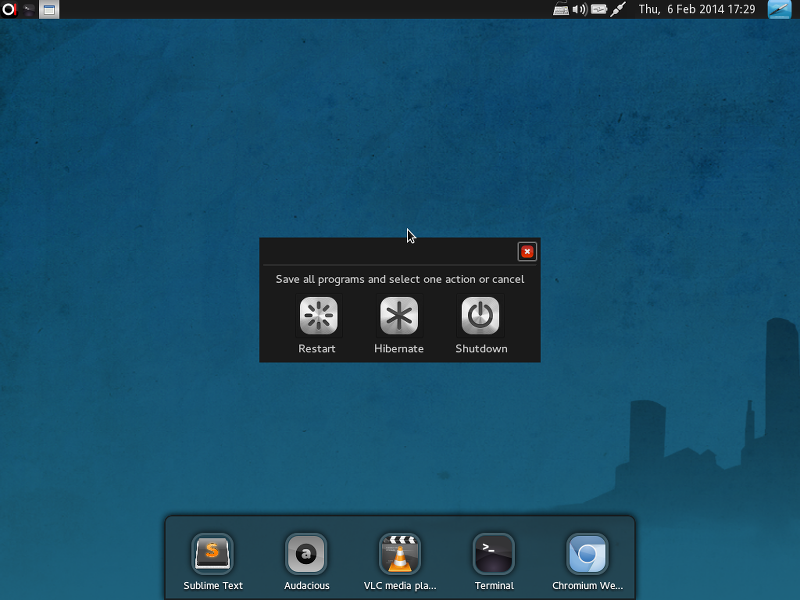 Thu, 6 Feb 2014 17:29
Save all programs and select one action or cancel
Restart Hibernate Shutdown
Sublime Text Audacious VLC media pla... Terminal Chromium We...